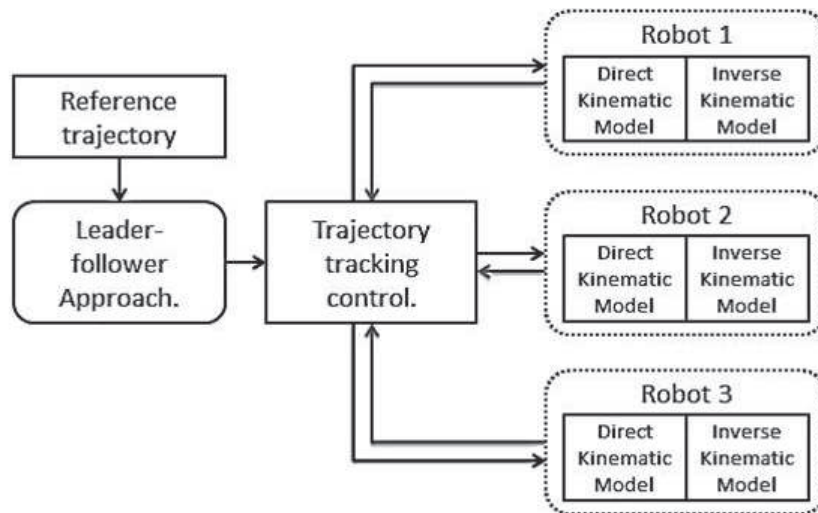 Reference
trajectory
Leader-
follower
Approach.
Trajectory
tracking
control.
Robot 1
Direct
Kinematic
Model
Inverse
Kinematic
Model
Robot 2
Direct
Kinematic
Model
Inverse
Kinematic
Model
Robot 3
Direct
Kinematic
Model
Inverse
Kinematic
Model